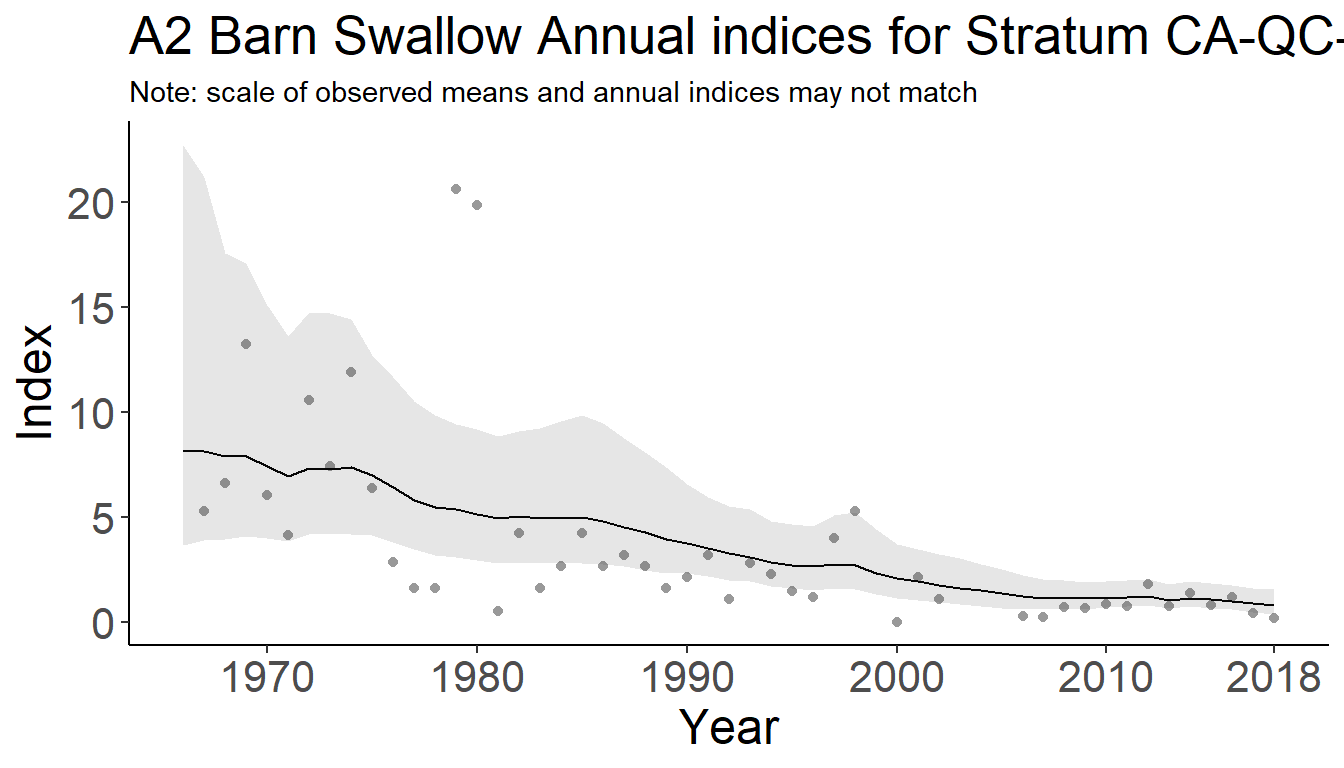 A2 Barn Swallow Annual indices for Stratum CA-QC-
Note: scale of observed means and annual indices may not match
20
15
10
5
0
Index
1970 1980 1990 2000 2010 2018
Year